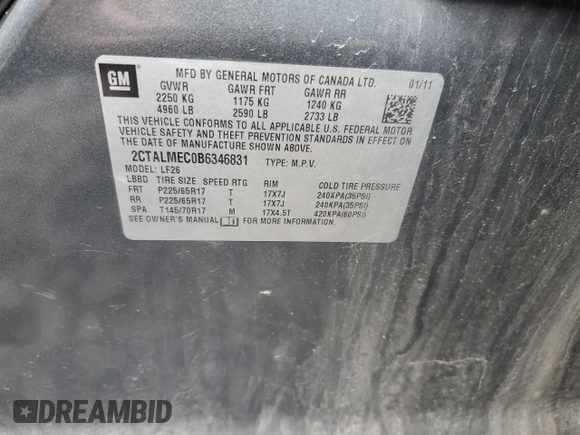 GM
MFD BY GENERAL MOTORS OF CANADA LTD. 01/11
GVWR GAWR FRT GAWR RR
2250 KG 1175 KG 1240 KG
4960 LB 2590 LB 2733 LB
THIS VEHICLE CONFORMS TO ALL APPLICABLE U.S. FEDERAL MOTOR
VEHICLE SAFETY AND THEFT PREVENTION STANDARDS IN EFFECT ON
THE DATE OF MANUFACTURE SHOWN ABOVE.
2CTALMEC0B6346831 TYPE: M.P.V.
MODEL: LF26
LBBD TIRE SIZE SPEED RTG RIM COLD TIRE PRESSURE
FRT P225/65R17 T 17X7J 240KPA(35PSI)
RR P225/65R17 T 17X7J 240KPA(35PSI)
SPA T145/70R17 M 17X4.5T 420KPA(60PSI)
SEE OWNER'S MANUAL FOR MORE INFORMATION.
DREAMBID